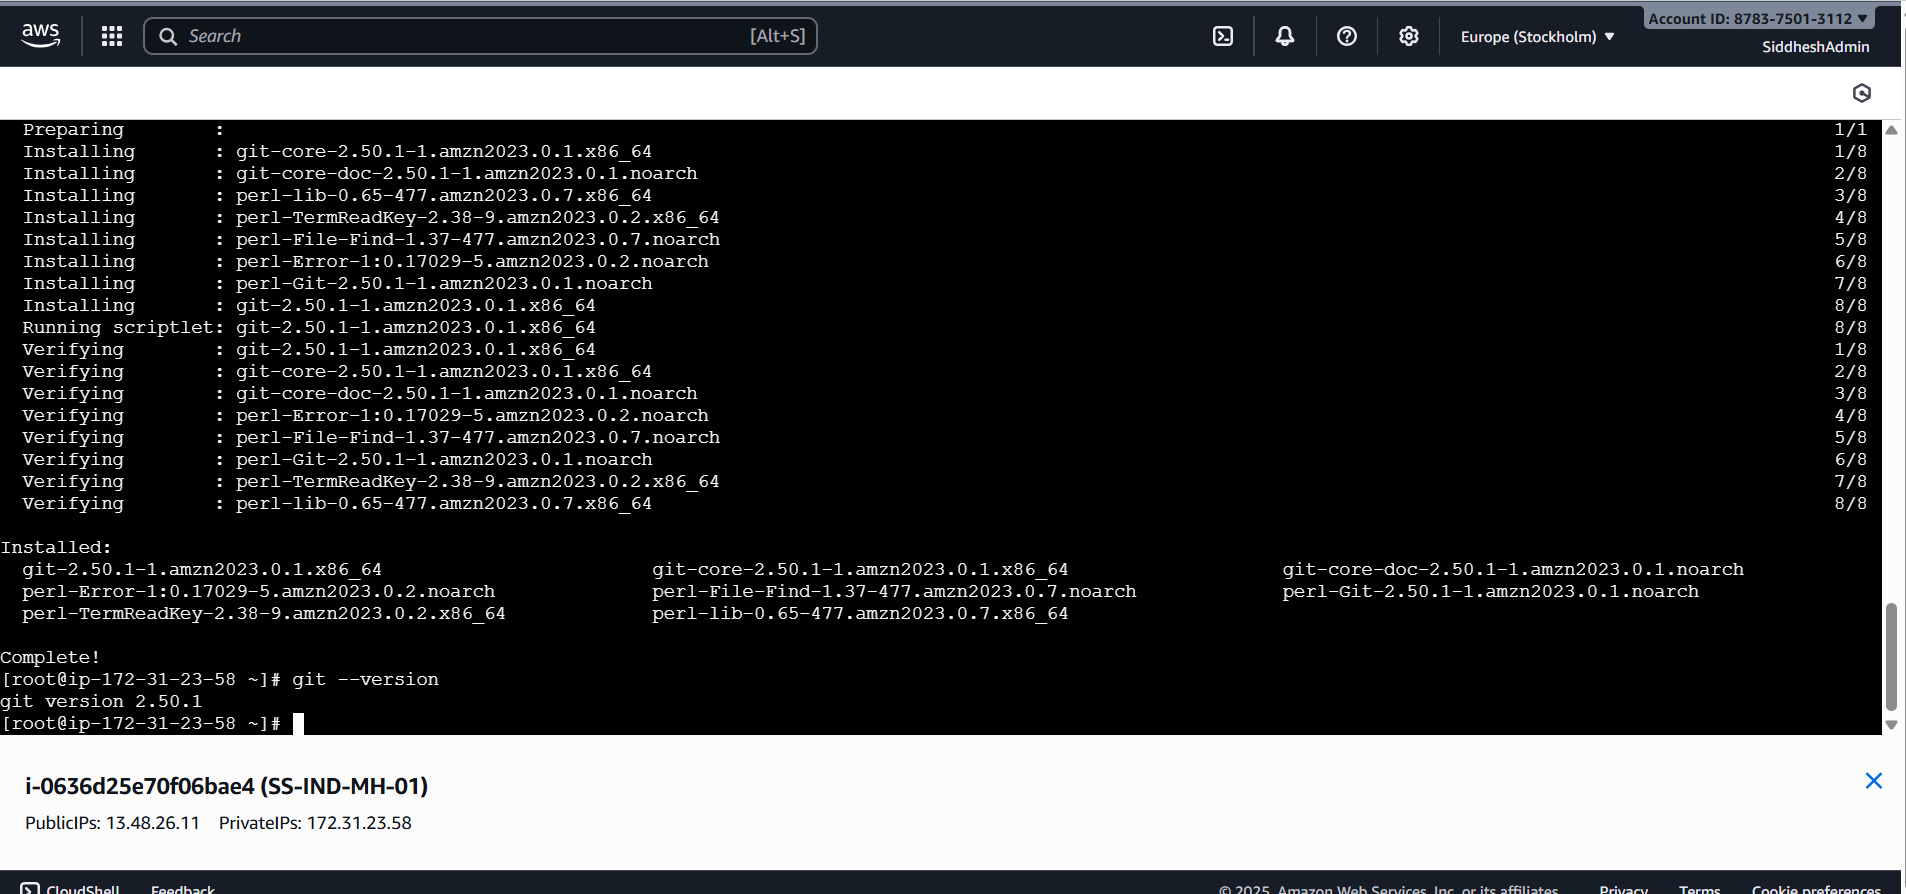 aws Search [Alt+S] Europe (Stockholm) ▼ Account ID: 8783-7501-3112 ▼
SiddheshAdmin
Preparing : 1/1
Installing : git-core-2.50.1-1.amzn2023.0.1.x86_64 1/8
Installing : git-core-doc-2.50.1-1.amzn2023.0.1.noarch 2/8
Installing : perl-lib-0.65-477.amzn2023.0.7.x86_64 3/8
Installing : perl-TermReadKey-2.38-9.amzn2023.0.2.x86_64 4/8
Installing : perl-File-Find-1.37-477.amzn2023.0.7.noarch 5/8
Installing : perl-Error-1:0.17029-5.amzn2023.0.2.noarch 6/8
Installing : perl-Git-2.50.1-1.amzn2023.0.1.noarch 7/8
Installing : git-2.50.1-1.amzn2023.0.1.x86_64 8/8
Running scriptlet: git-2.50.1-1.amzn2023.0.1.x86_64 8/8
Verifying : git-2.50.1-1.amzn2023.0.1.x86_64 1/8
Verifying : git-core-2.50.1-1.amzn2023.0.1.x86_64 2/8
Verifying : git-core-doc-2.50.1-1.amzn2023.0.1.noarch 3/8
Verifying : perl-Error-1:0.17029-5.amzn2023.0.2.noarch 4/8
Verifying : perl-File-Find-1.37-477.amzn2023.0.7.noarch 5/8
Verifying : perl-Git-2.50.1-1.amzn2023.0.1.noarch 6/8
Verifying : perl-TermReadKey-2.38-9.amzn2023.0.2.x86_64 7/8
Verifying : perl-lib-0.65-477.amzn2023.0.7.x86_64 8/8
Installed:
git-2.50.1-1.amzn2023.0.1.x86_64 git-core-2.50.1-1.amzn2023.0.1.x86_64 git-core-doc-2.50.1-1.amzn2023.0.1.noarch
perl-Error-1:0.17029-5.amzn2023.0.2.noarch perl-File-Find-1.37-477.amzn2023.0.7.noarch perl-Git-2.50.1-1.amzn2023.0.1.noarch
perl-TermReadKey-2.38-9.amzn2023.0.2.x86_64 perl-lib-0.65-477.amzn2023.0.7.x86_64
Complete!
[root@ip-172-31-23-58 ~]# git --version
git version 2.50.1
[root@ip-172-31-23-58 ~]#
i-0636d25e70f06bae4 (SS-IND-MH-01)
PublicIPs: 13.48.26.11 PrivateIPs: 172.31.23.58
CloudShell Feedback © 2025, Amazon Web Services, Inc. or its affiliates. Privacy Terms Cookie preferences